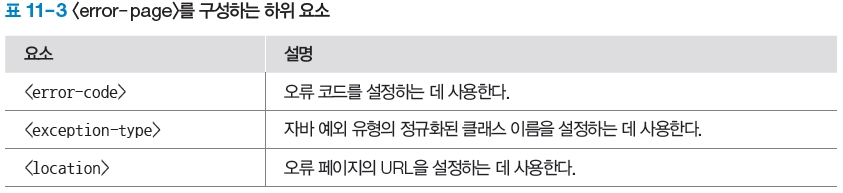 표 11-3 <error-page>를 구성하는 하위 요소
요소 설명
<error-code> 오류 코드를 설정하는 데 사용한다.
<exception-type> 자바 예외 유형의 정규화된 클래스 이름을 설정하는 데 사용한다.
<location> 오류 페이지의 URL을 설정하는 데 사용한다.